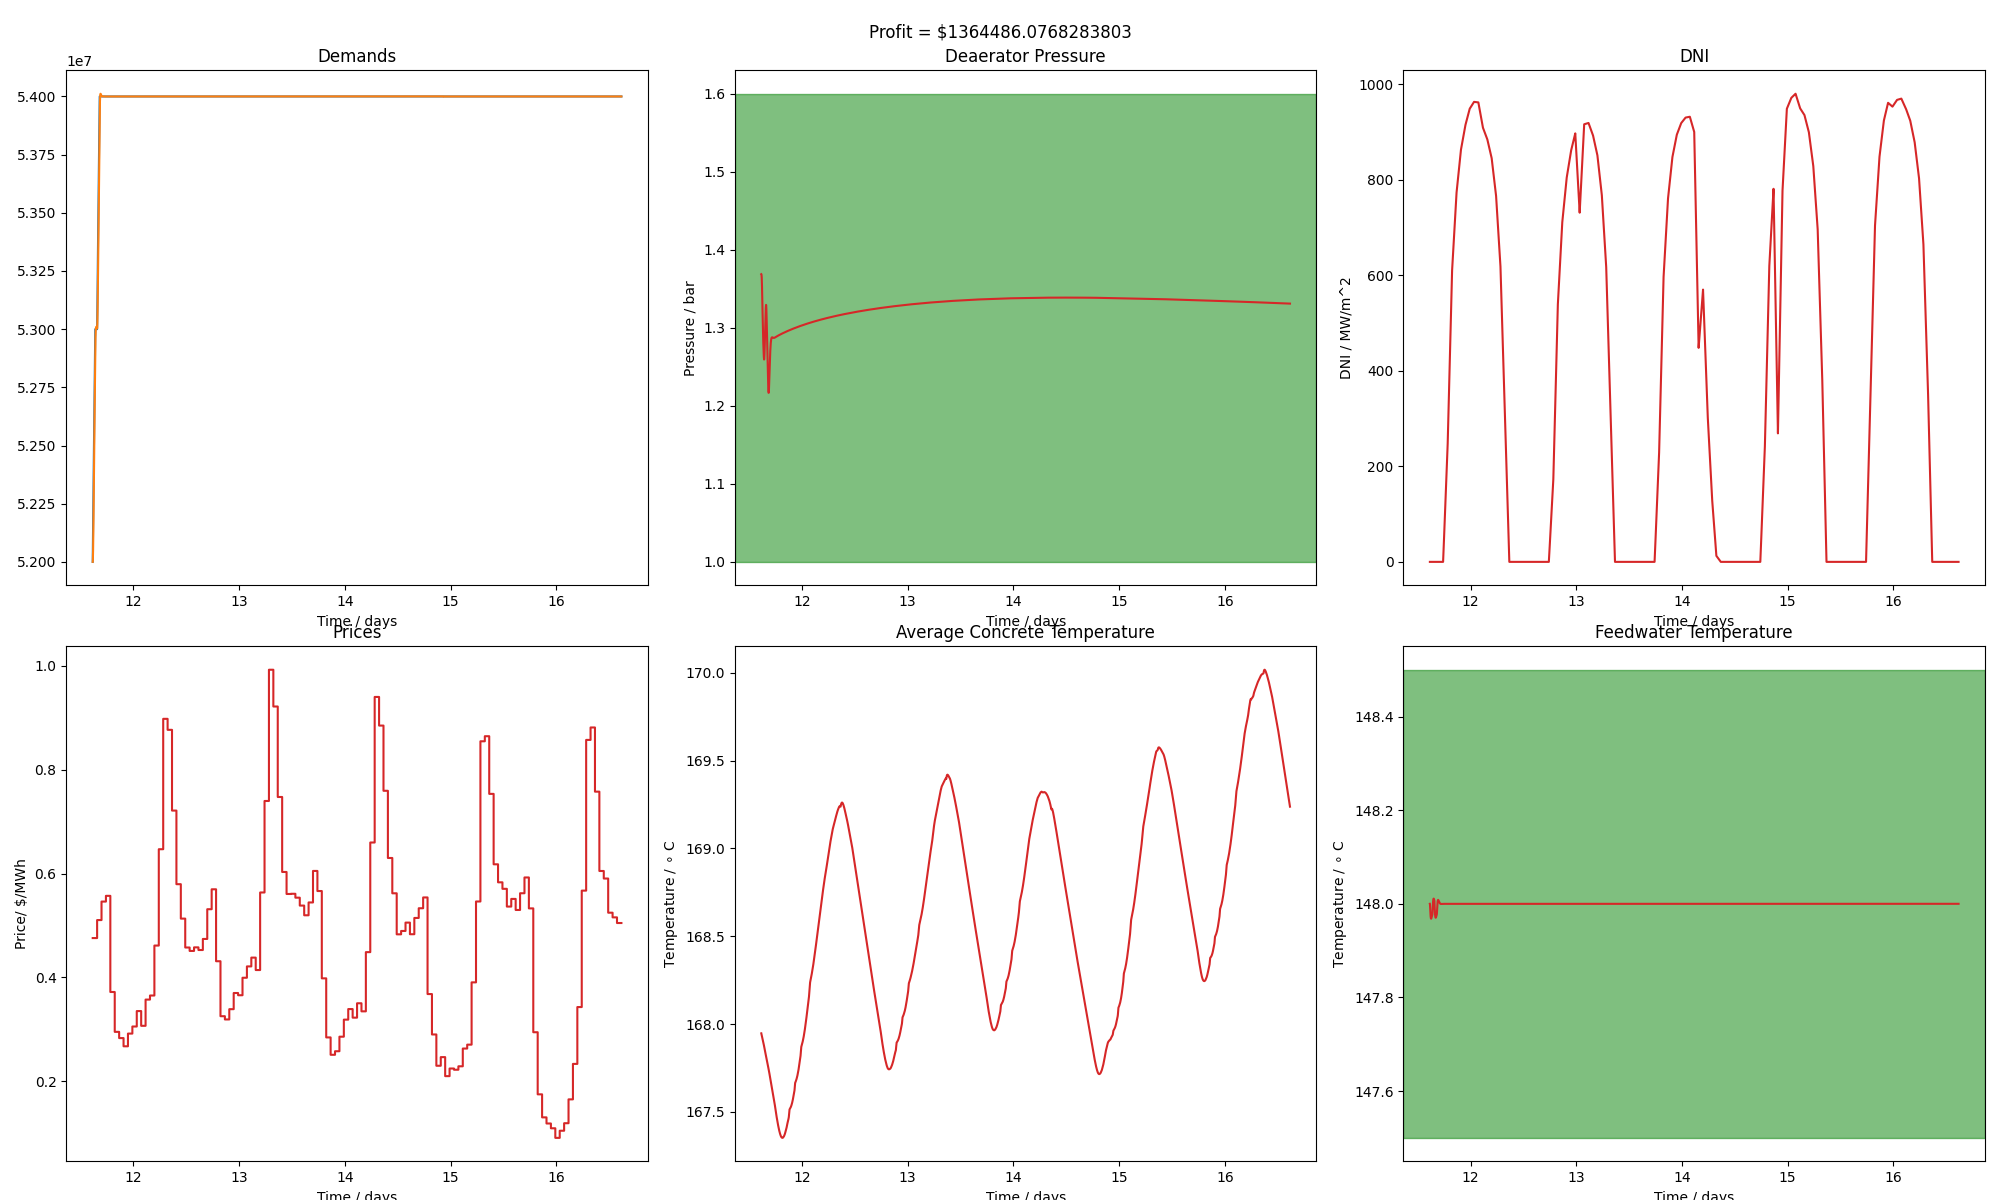 Profit = $1364486.0768283803
Demands
1e7
5.400
5.375
5.350
5.325
5.300
5.275
5.250
5.225
5.200
12 13 14 15 16
Time / days
Deaerator Pressure
Pressure / bar
1.6
1.5
1.4
1.3
1.2
1.1
1.0
12 13 14 15 16
Time / days
DNI
DNI / MW/m^2
1000
800
600
400
200
0
12 13 14 15 16
Time / days
Prices
Price/ $/MWh
1.0
0.8
0.6
0.4
0.2
12 13 14 15 16
Time / days
Average Concrete Temperature
Temperature / ∘ C
170.0
169.5
169.0
168.5
168.0
167.5
12 13 14 15 16
Time / days
Feedwater Temperature
Temperature / ∘ C
148.4
148.2
148.0
147.8
147.6
12 13 14 15 16
Time / days